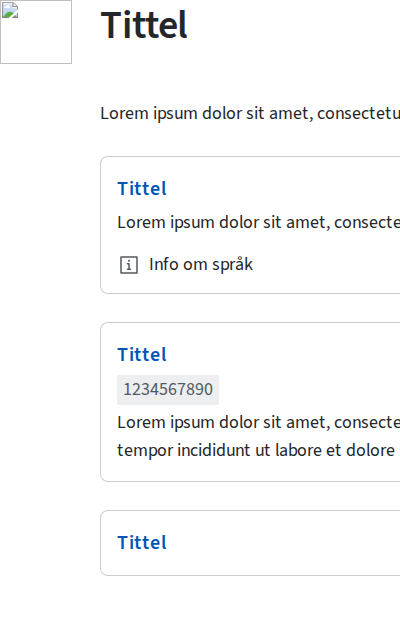 Tittel
Lorem ipsum dolor sit amet, consectetu
Tittel
Lorem ipsum dolor sit amet, consecte
Info om språk
Tittel
1234567890
Lorem ipsum dolor sit amet, consecte
tempor incididunt ut labore et dolore
Tittel